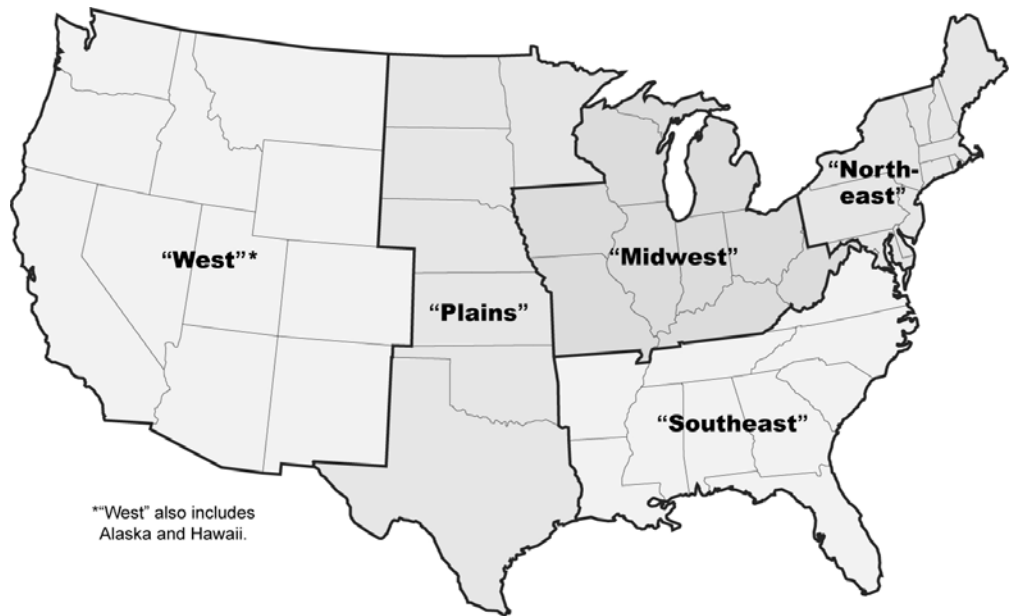 “North-
east”
“West”*
“Midwest”
“Plains”
“Southeast”
*“West” also includes
Alaska and Hawaii.